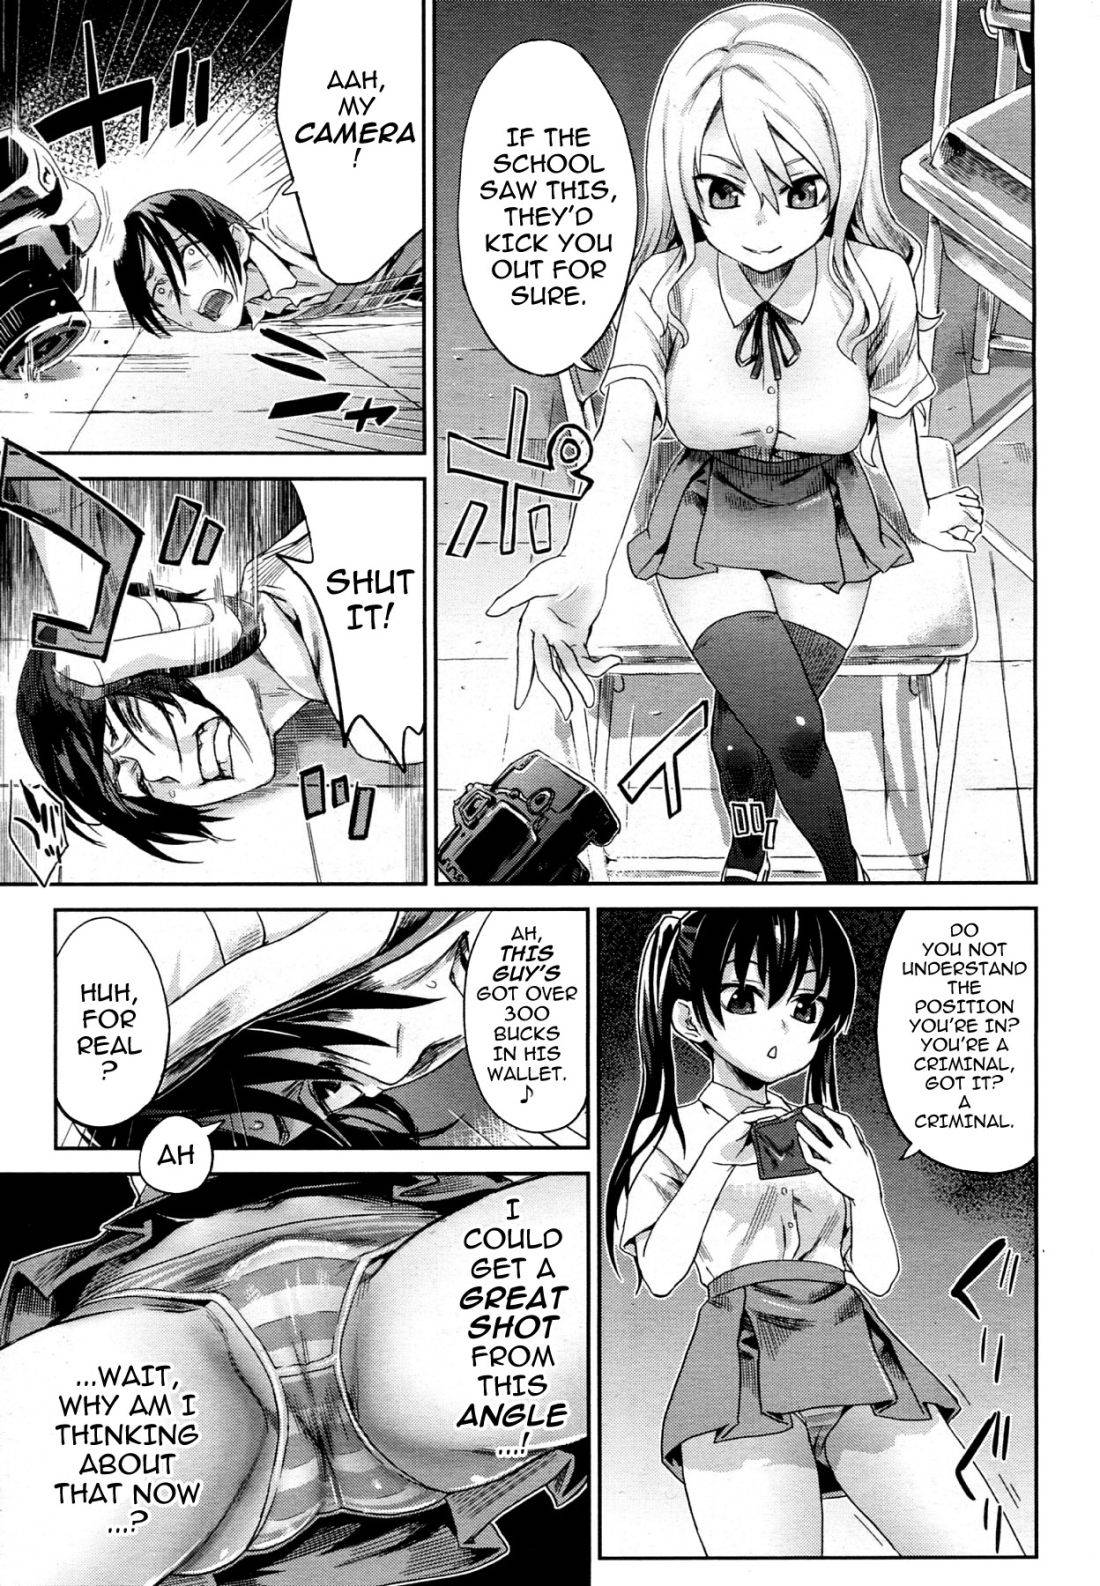 IF THE
SCHOOL
SAW THIS,
THEY'D
KICK YOU
OUT FOR
SURE.
ポイ
AAH,
MY
CAMERA
!
SHUT
IT!
DO
YOU NOT
UNDERSTAND
THE
POSITION
YOU'RE IN?
YOU'RE A
CRIMINAL,
GOT IT?
A
CRIMINAL.
AH,
THIS
GUY'S
GOT OVER
300
BUCKS
IN HIS
WALLET.
♪
HUH,
FOR
REAL
?
AH
I
COULD
GET A
GREAT
SHOT
FROM
THIS
ANGLE
...!
...WAIT,
WHY AM I
THINKING
ABOUT
THAT NOW
...?